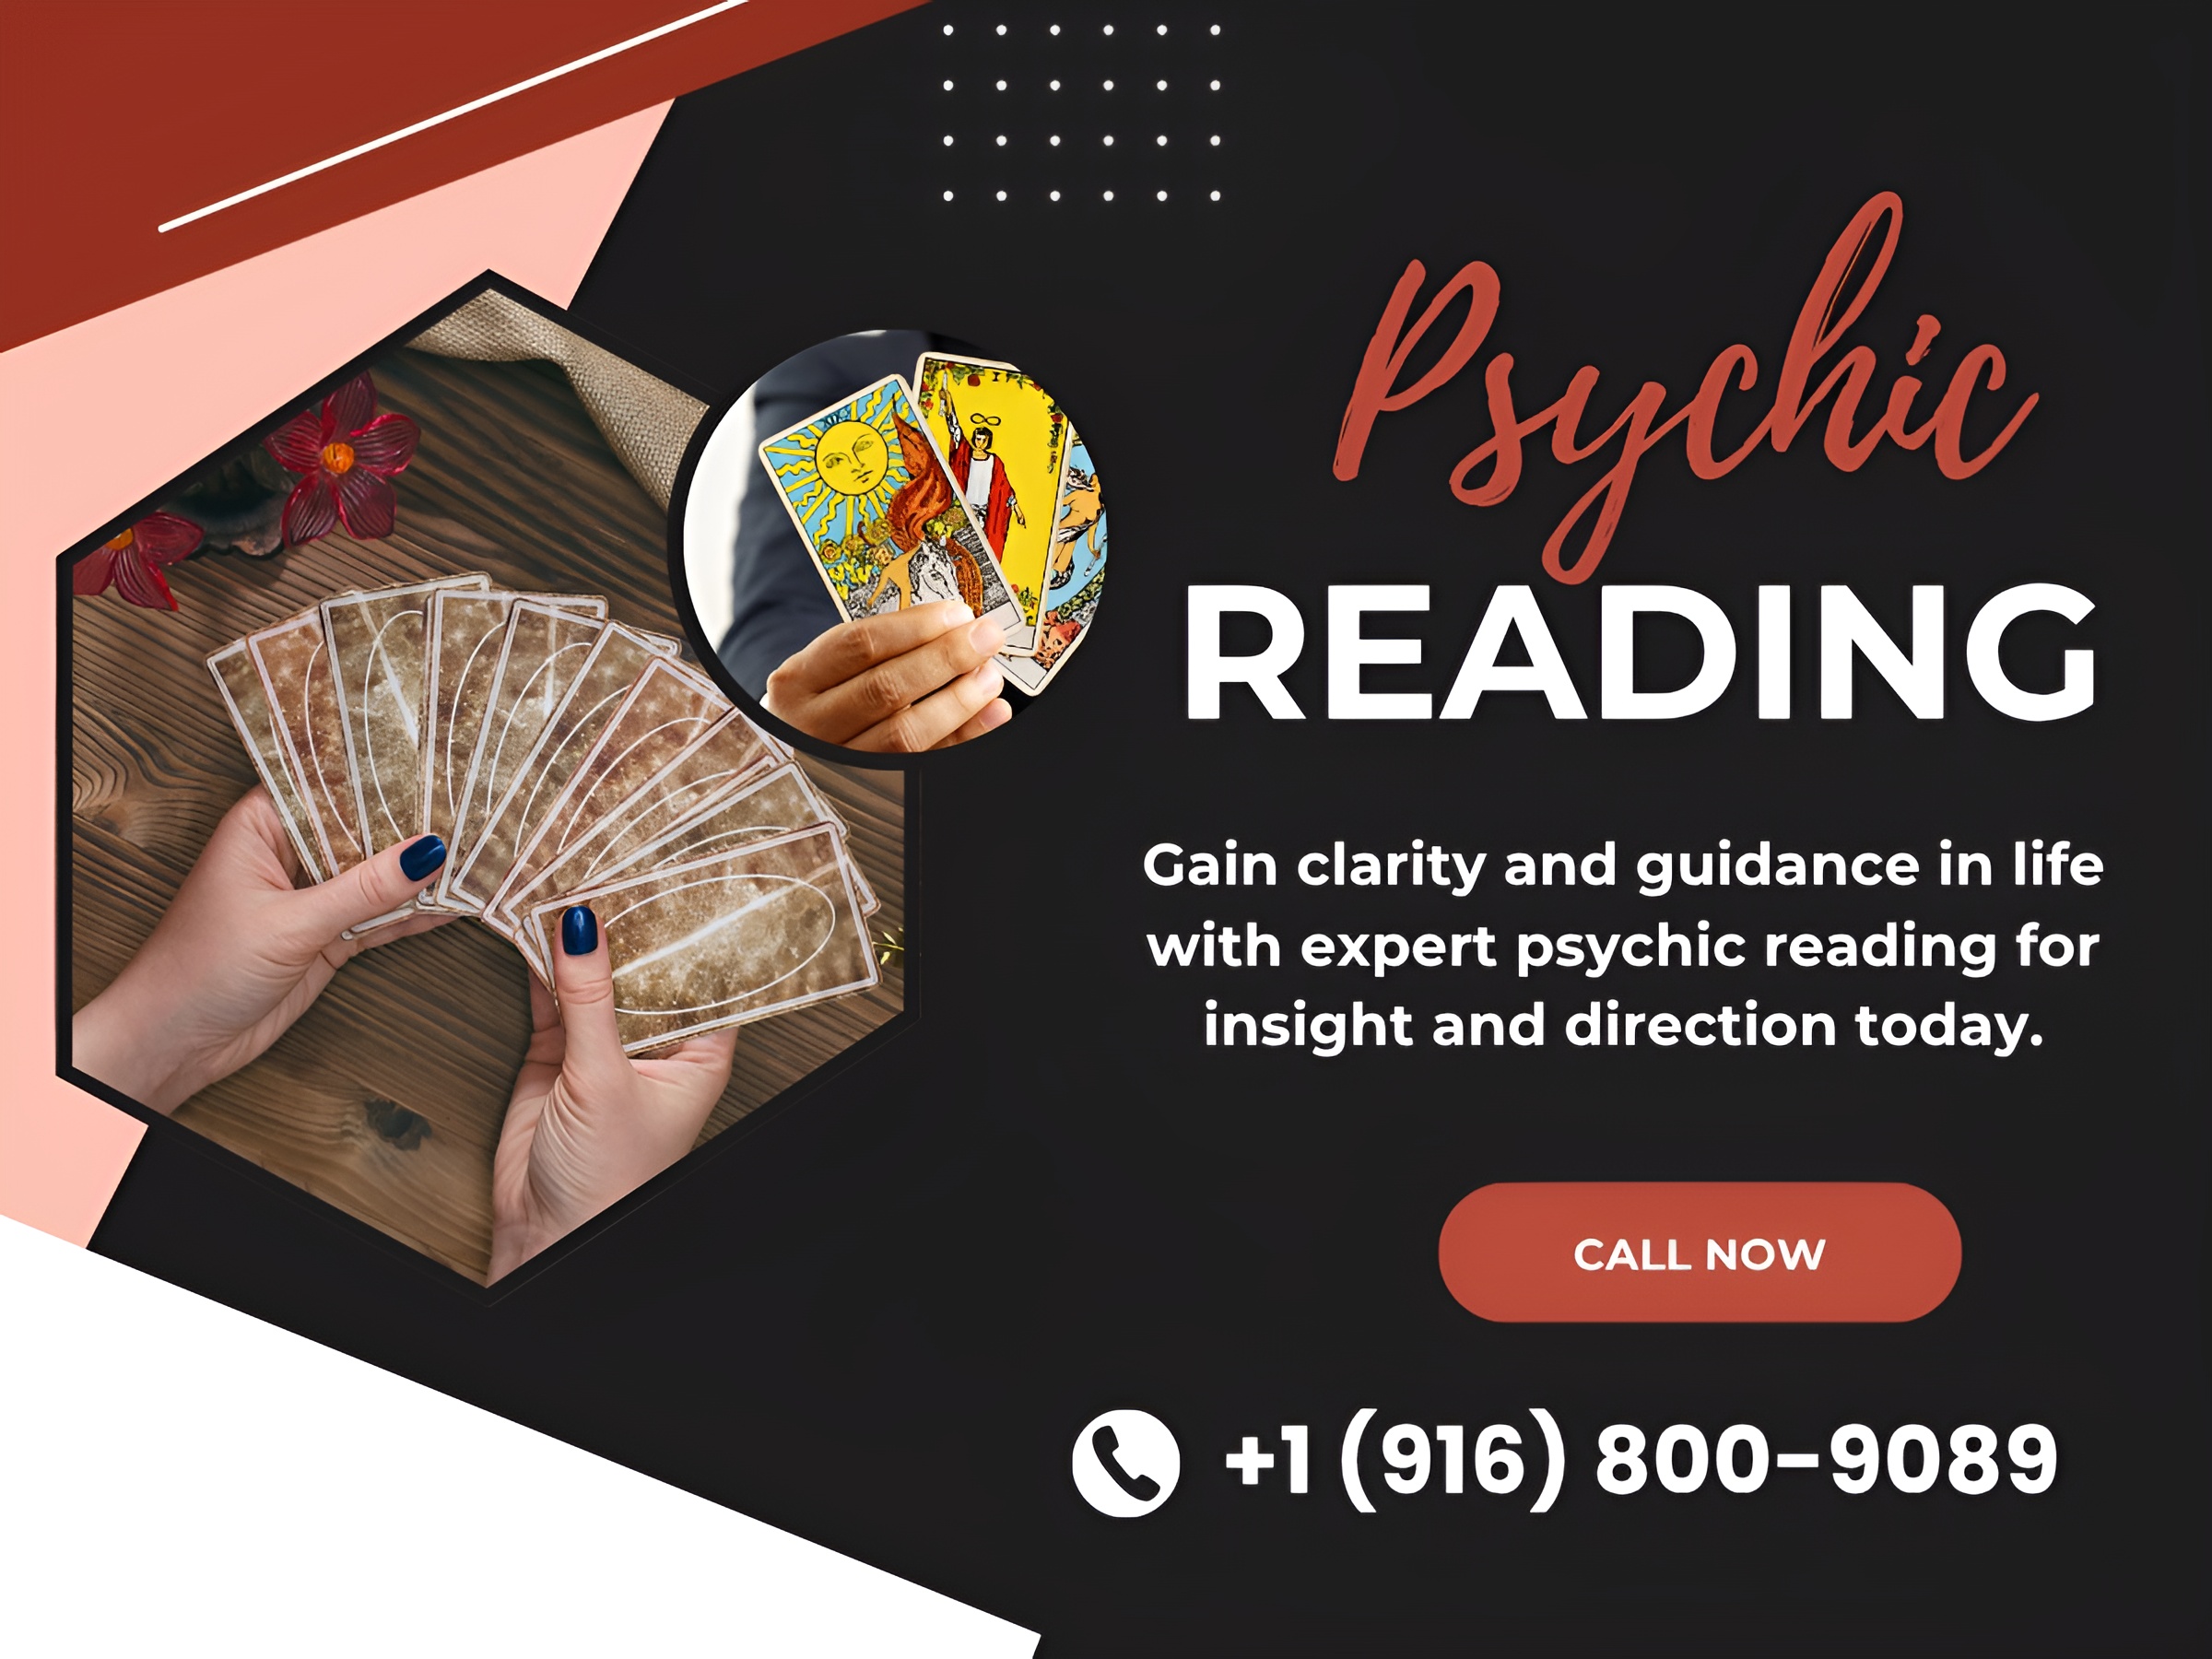 Psychic
READING
Gain clarity and guidance in life
with expert psychic reading for
insight and direction today.
CALL NOW
+1 (916) 800-9089